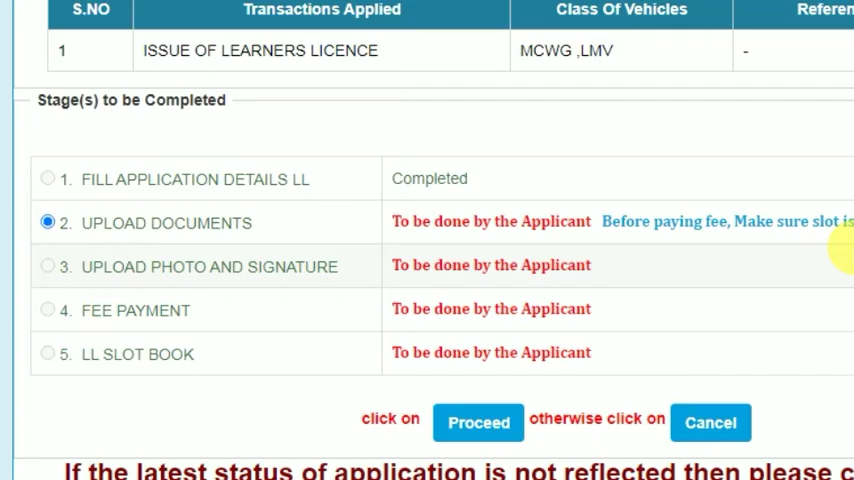 S.NO Transactions Applied Class Of Vehicles
1 ISSUE OF LEARNERS LICENCE MCWG ,LMV -
Stage(s) to be Completed
1. FILL APPLICATION DETAILS LL Completed
2. UPLOAD DOCUMENTS To be done by the Applicant Before paying fee, Make sure slot is
3. UPLOAD PHOTO AND SIGNATURE To be done by the Applicant
4. FEE PAYMENT To be done by the Applicant
5. LL SLOT BOOK To be done by the Applicant
click on Proceed otherwise click on Cancel
If the latest status of application is not reflected then please